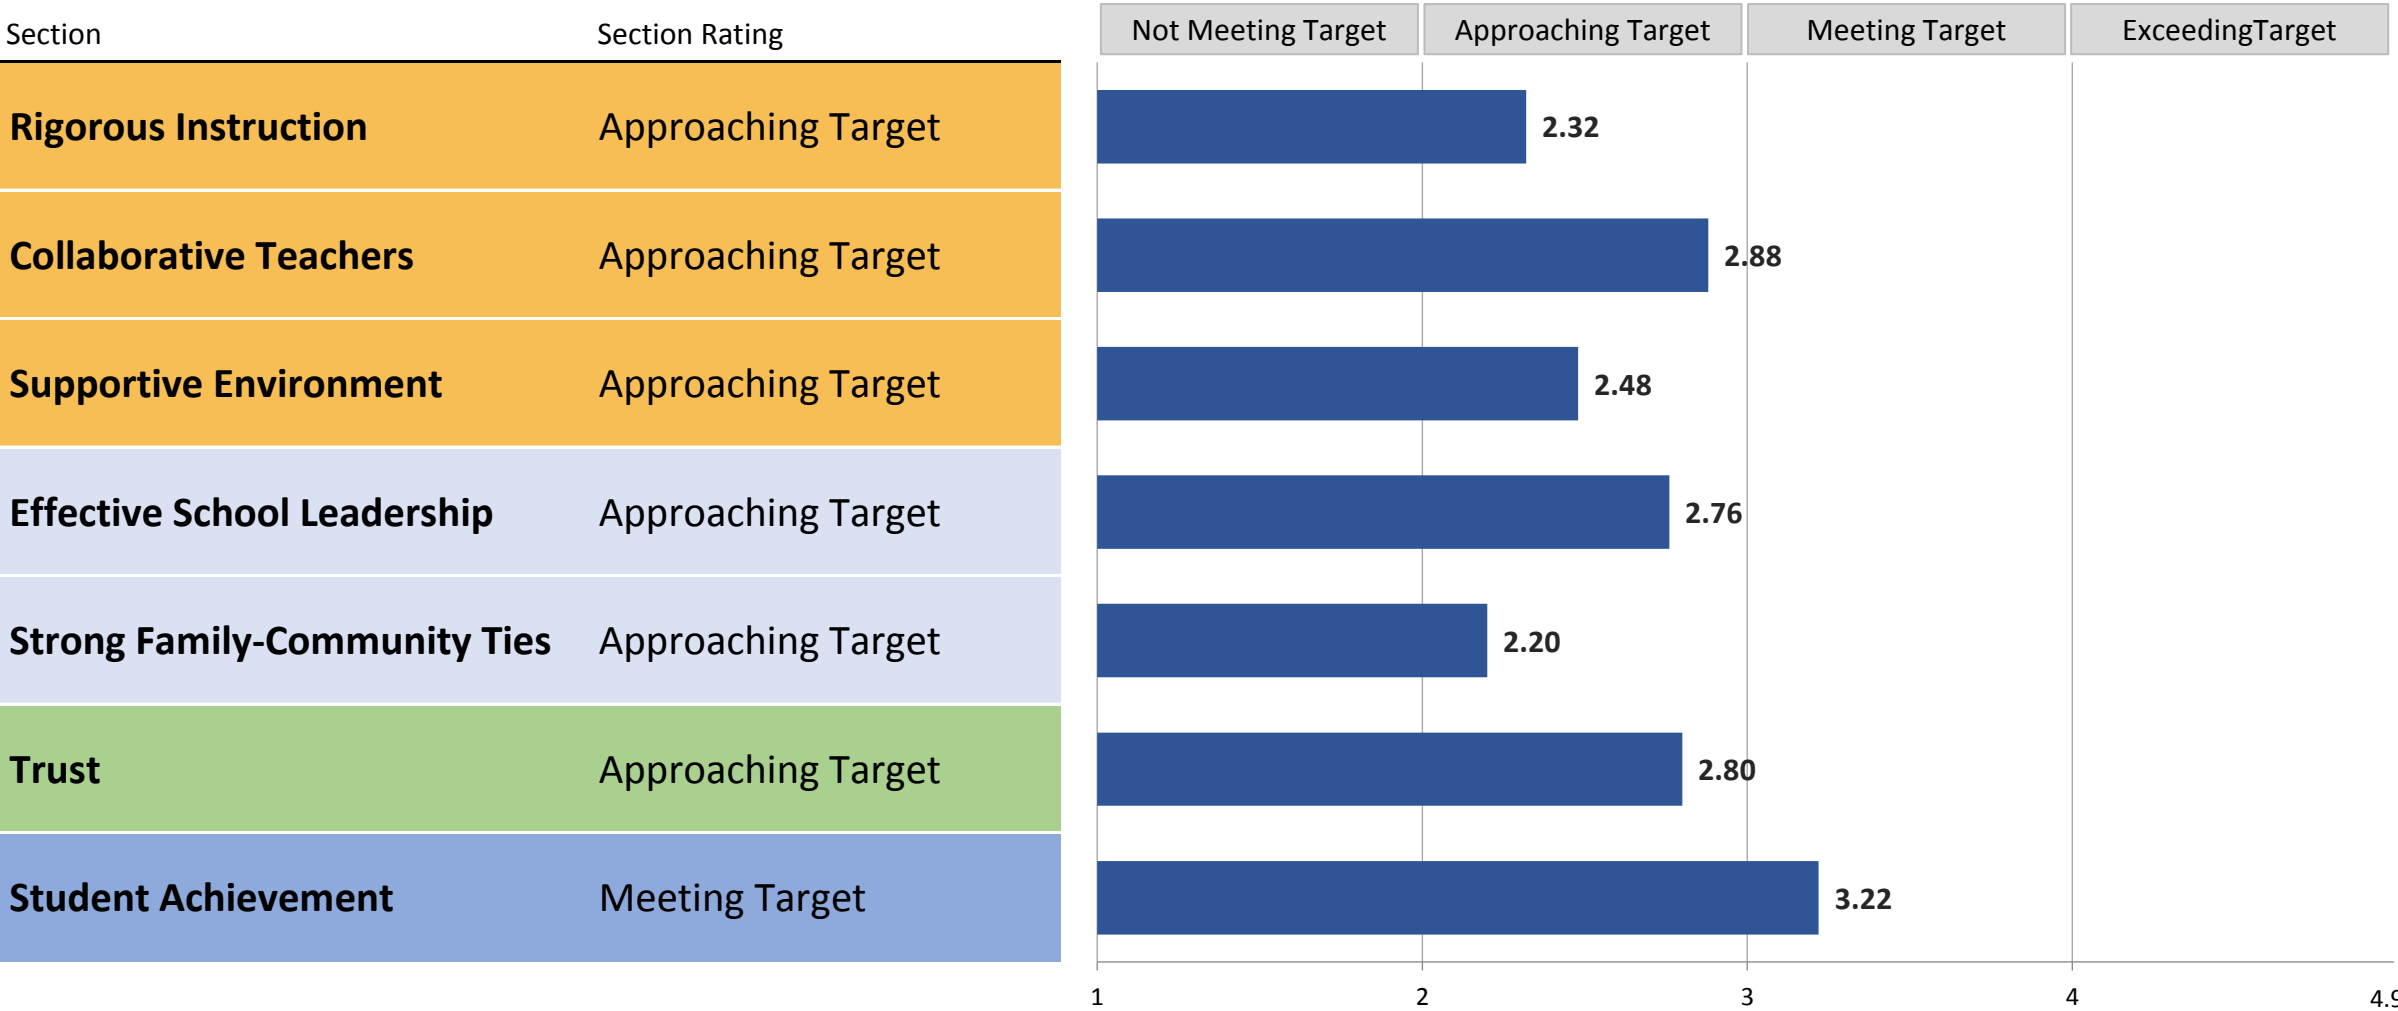 Section Section Rating Not Meeting Target Approaching Target Meeting Target ExceedingTarget
Rigorous Instruction Approaching Target 2.32
Collaborative Teachers Approaching Target 2.88
Supportive Environment Approaching Target 2.48
Effective School Leadership Approaching Target 2.76
Strong Family-Community Ties Approaching Target 2.20
Trust Approaching Target 2.80
Student Achievement Meeting Target 3.22
1 2 3 4 4.9